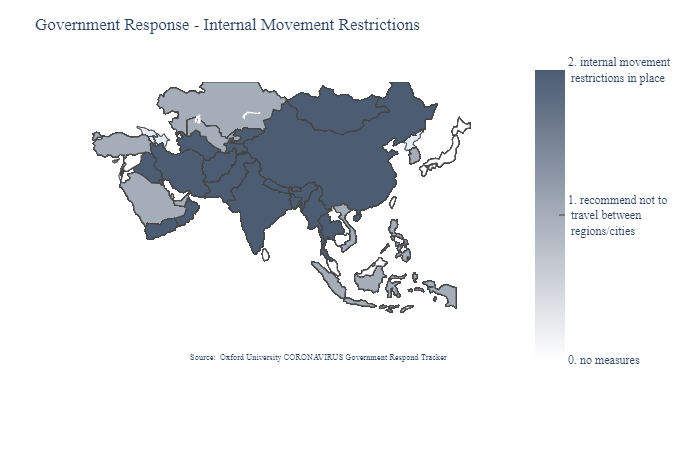 Government Response - Internal Movement Restrictions
2. internal movement
restrictions in place
1. recommend not to
travel between
regions/cities
0. no measures
Source: Oxford University CORONAVIRUS Government Respond Tracker